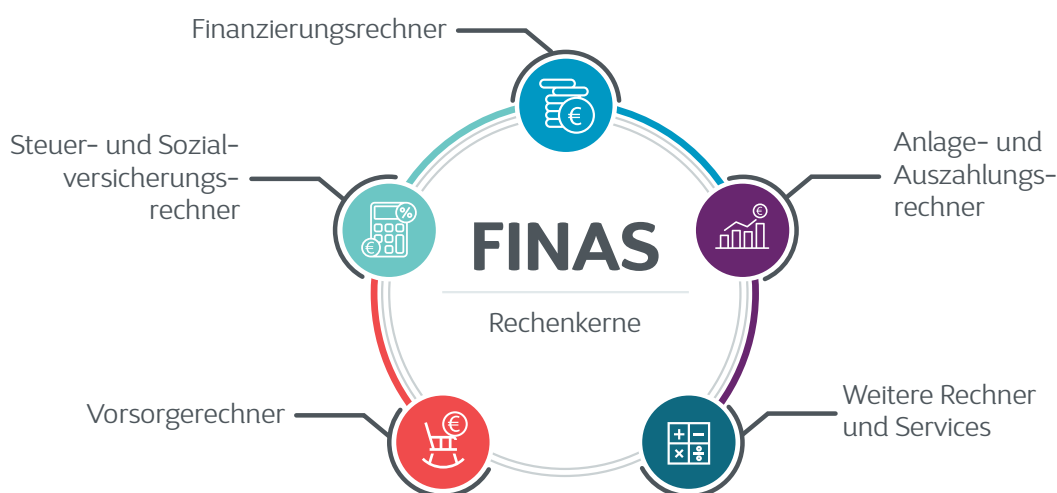 Finanzierungsrechner
Steuer- und Sozial-
versicherungs-
rechner
Anlage- und
Auszahlungs-
rechner
€
%
€
€
FINAS
Rechenkerne
Vorsorgerechner
€
+ −
× ÷
Weitere Rechner
und Services